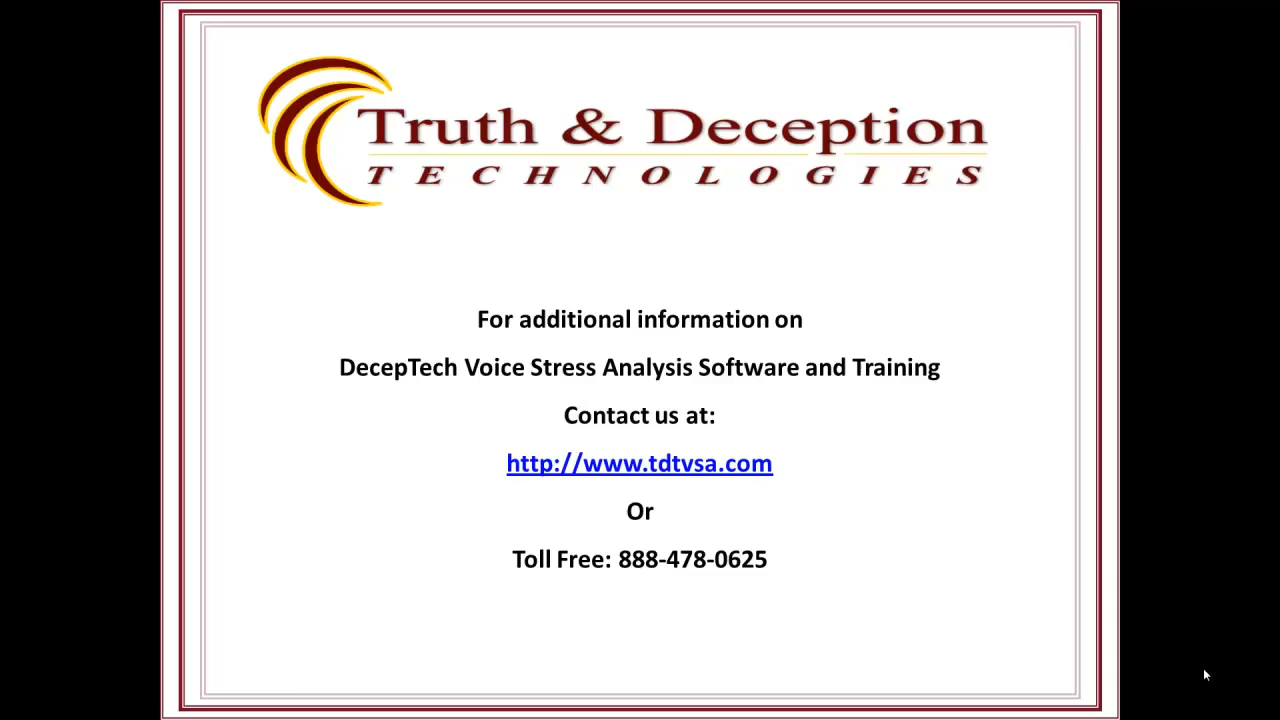 Truth & Deception
TECHNOLOGIES
For additional information on
DecepTech Voice Stress Analysis Software and Training
Contact us at:
http://www.tdtvsa.com
Or
Toll Free: 888-478-0625